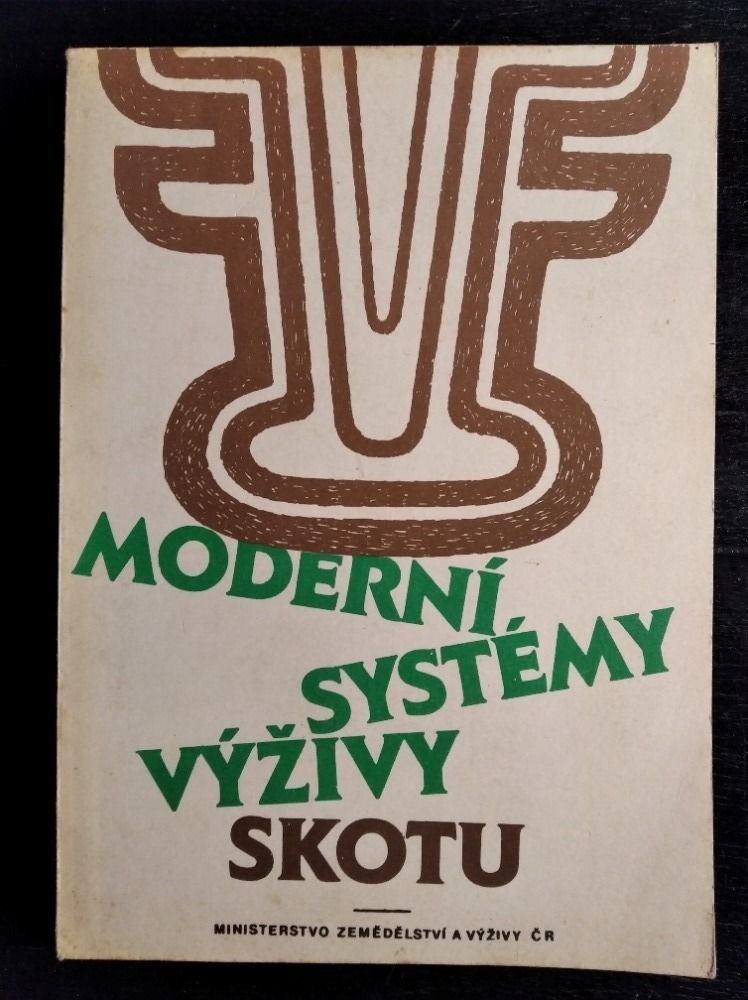 MODERNÍ
SYSTÉMY
VÝŽIVY
SKOTU
MINISTERSTVO ZEMĚDĚLSTVÍ A VÝŽIVY ČR